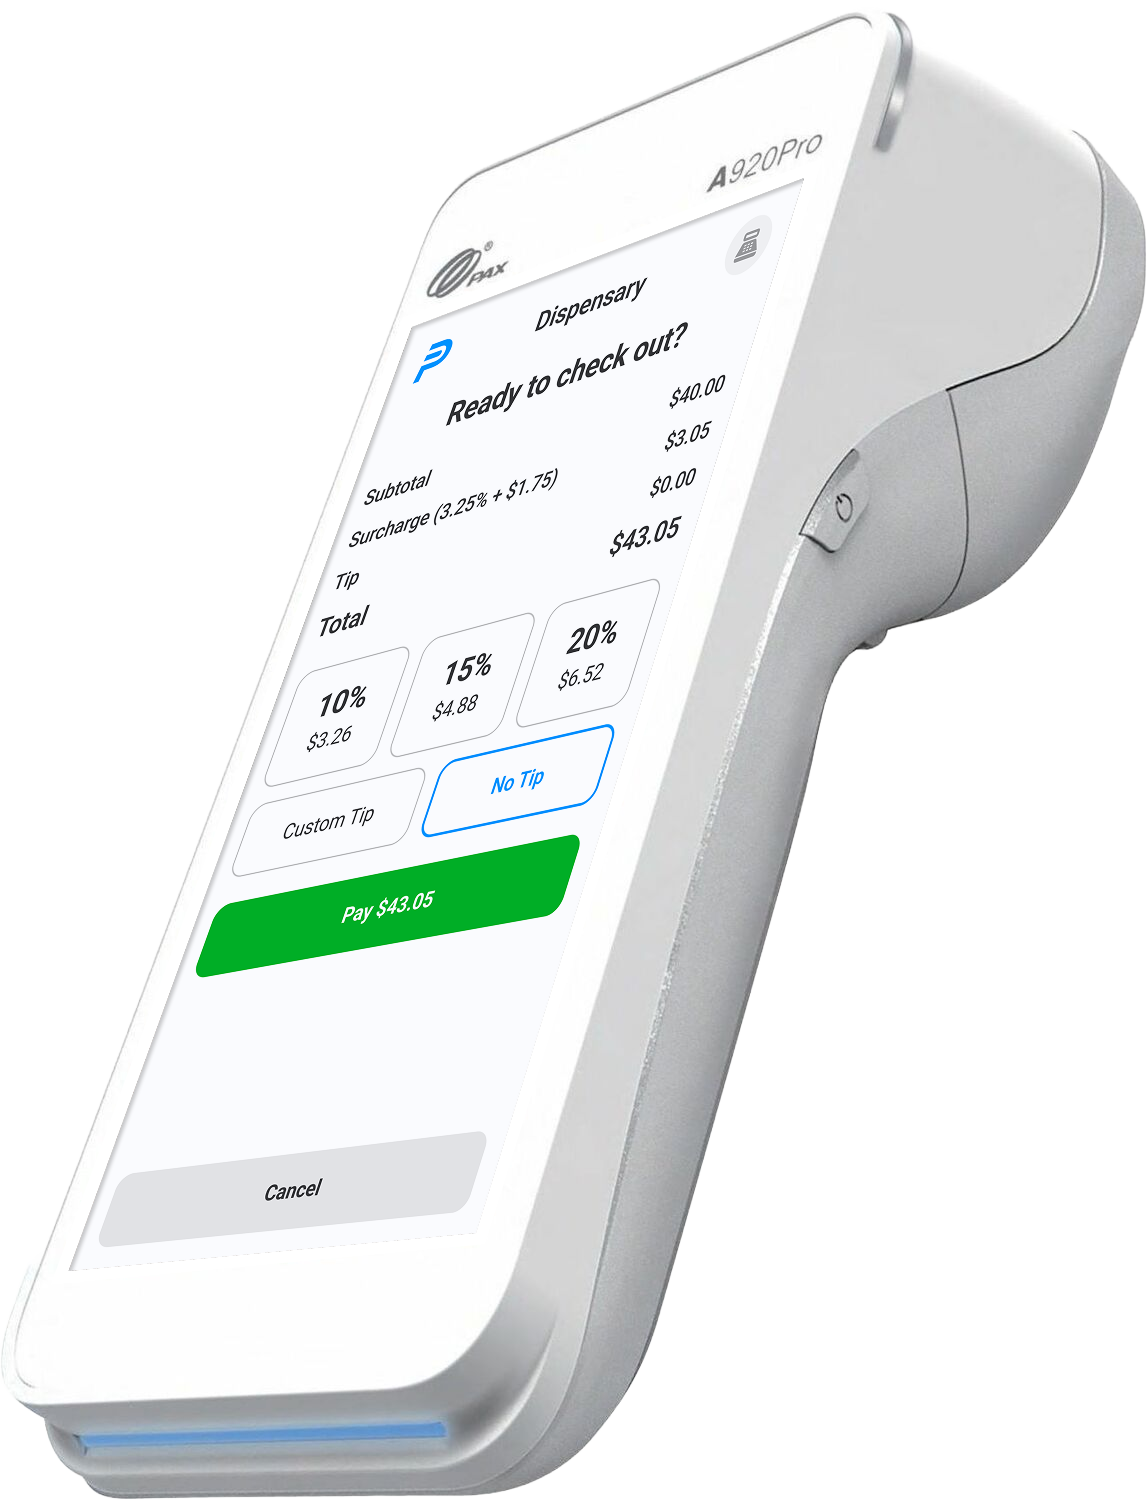 A920Pro
PAX®
Dispensary
Ready to check out?
Subtotal $40.00
Surcharge (3.25% + $1.75) $3.05
Tip $0.00
Total $43.05
10% 15% 20%
$3.26 $4.88 $6.52
Custom Tip No Tip
Pay $43.05
Cancel